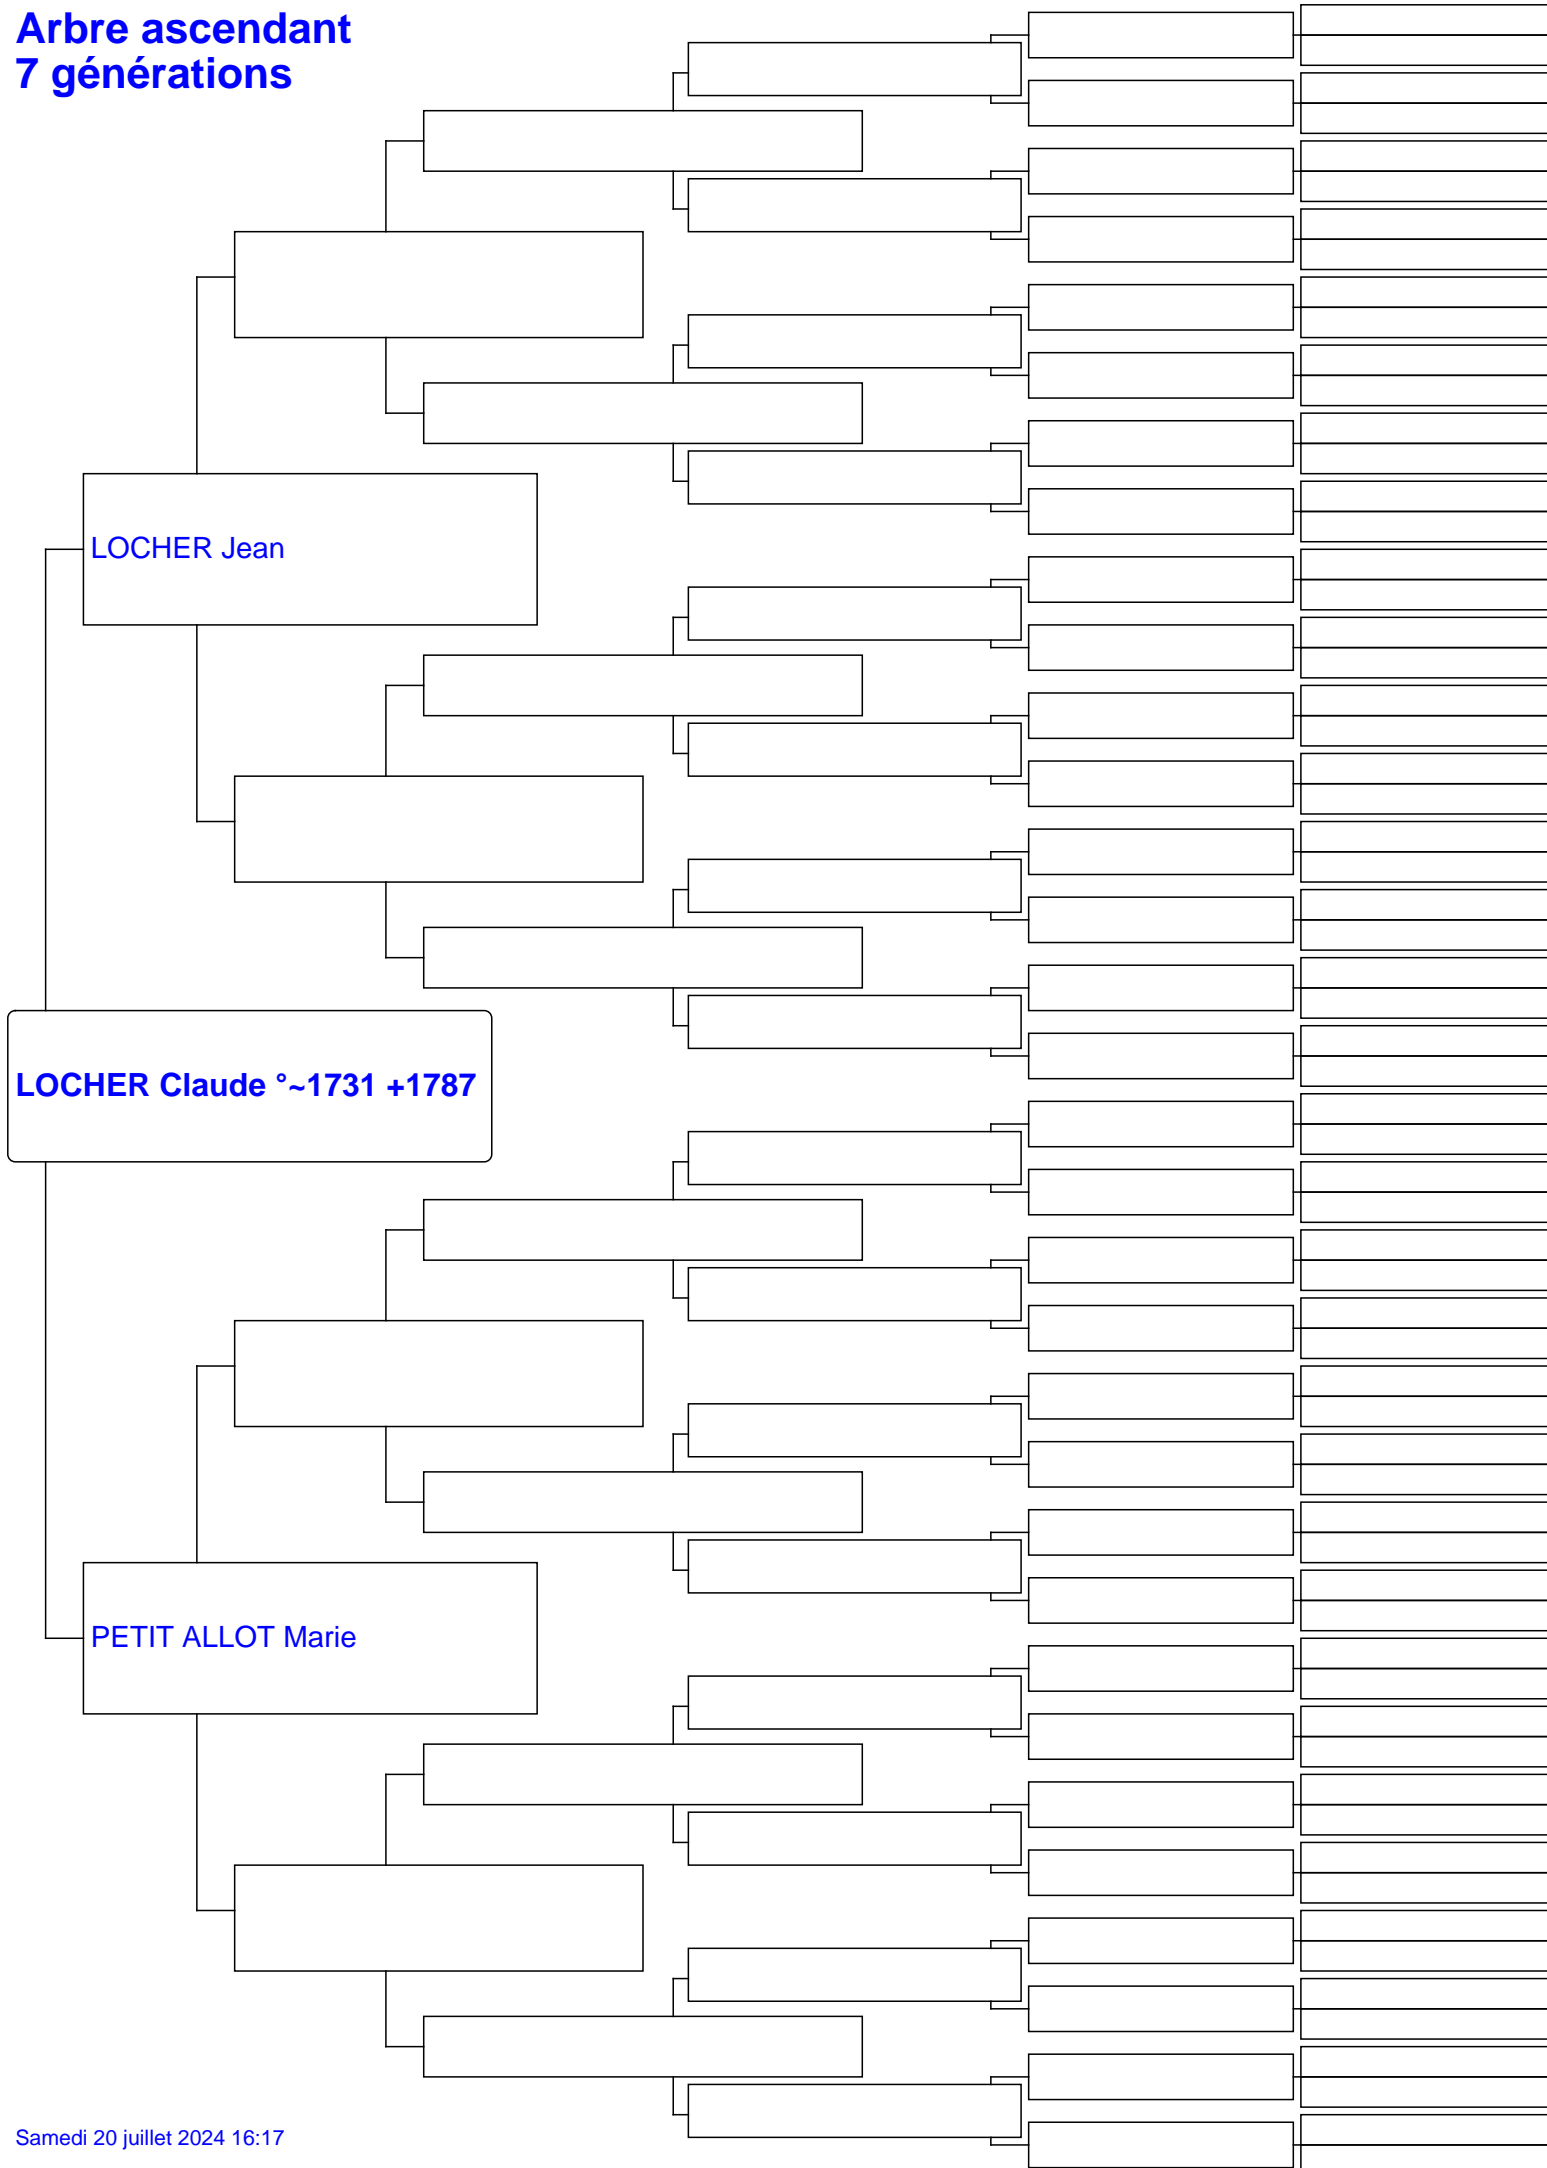 Arbre ascendant
7 générations
LOCHER Jean
LOCHER Claude °~1731 +1787
PETIT ALLOT Marie
Samedi 20 juillet 2024 16:17